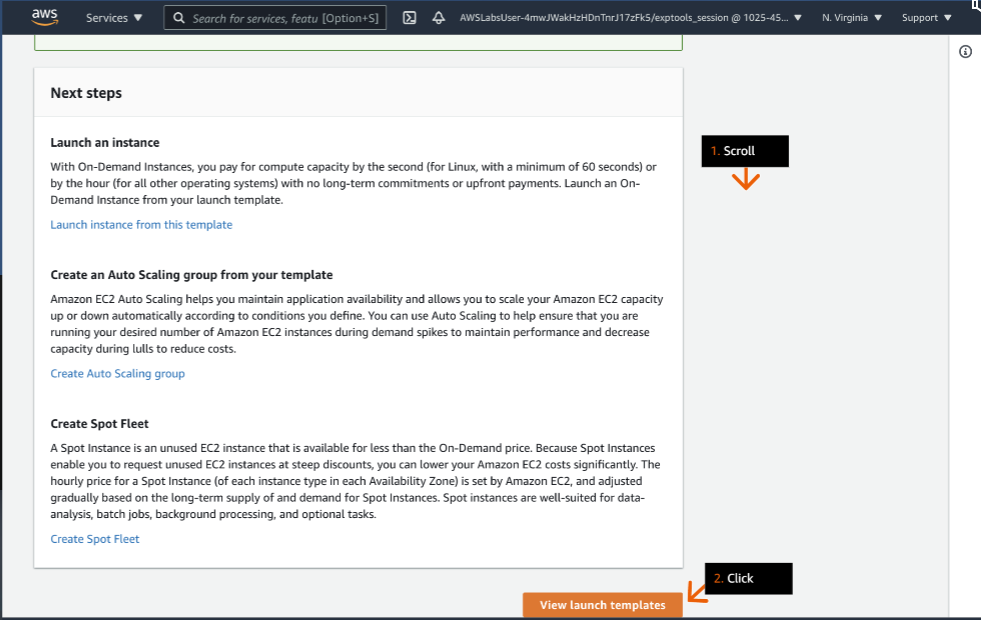 aws
Services ▼
Search for services, featu [Option+S]
AWSLabsUser-4mwJWakHzHDnTnrJ17zFk5/exptools_session @ 1025-45... ▼
N. Virginia ▼
Support ▼
Next steps
1. Scroll
Launch an instance
With On-Demand Instances, you pay for compute capacity by the second (for Linux, with a minimum of 60 seconds) or
by the hour (for all other operating systems) with no long-term commitments or upfront payments. Launch an On-
Demand Instance from your launch template.
Launch instance from this template
Create an Auto Scaling group from your template
Amazon EC2 Auto Scaling helps you maintain application availability and allows you to scale your Amazon EC2 capacity
up or down automatically according to conditions you define. You can use Auto Scaling to help ensure that you are
running your desired number of Amazon EC2 instances during demand spikes to maintain performance and decrease
capacity during lulls to reduce costs.
Create Auto Scaling group
Create Spot Fleet
A Spot Instance is an unused EC2 instance that is available for less than the On-Demand price. Because Spot Instances
enable you to request unused EC2 instances at steep discounts, you can lower your Amazon EC2 costs significantly. The
hourly price for a Spot Instance (of each instance type in each Availability Zone) is set by Amazon EC2, and adjusted
gradually based on the long-term supply of and demand for Spot Instances. Spot instances are well-suited for data-
analysis, batch jobs, background processing, and optional tasks.
Create Spot Fleet
2. Click
View launch templates